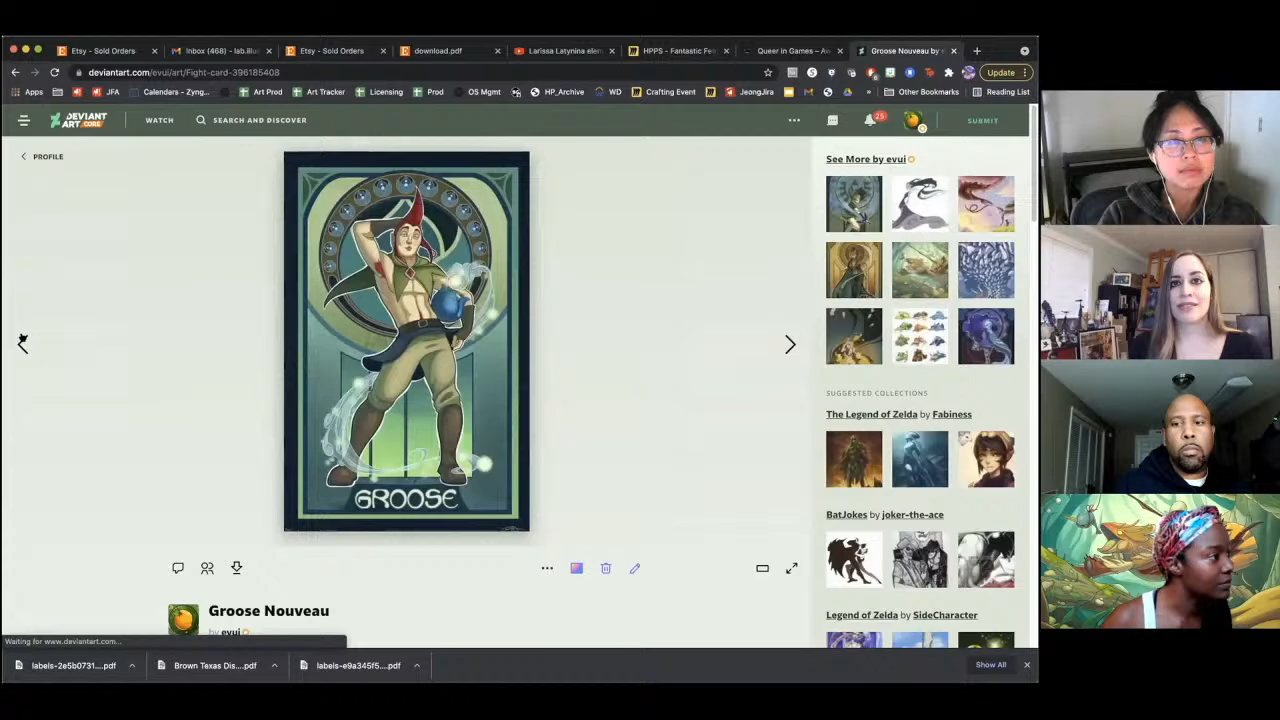 Etsy - Sold Orders
Inbox (468) - lab.illu
Etsy - Sold Orders
download.pdf
Larissa Latynina elem
HPPS - Fantastic Fe
Queer in Games – Aw
Groose Nouveau by e
deviantart.com/evui/art/Fight-card-396185408
Update
Apps
JFA
Calendars - Zyng...
Art Prod
Art Tracker
Licensing
Prod
OS Mgmt
HP_Archive
WD
Crafting Event
JeongJira
»
Other Bookmarks
Reading List
DEVIANT ART CORE
WATCH
SEARCH AND DISCOVER
25
SUBMIT
PROFILE
See More by evui
GROOSE
SUGGESTED COLLECTIONS
The Legend of Zelda by Fabiness
BatJokes by joker-the-ace
Legend of Zelda by SideCharacter
Groose Nouveau
by evui
Waiting for www.deviantart.com...
labels-2e5b0731....pdf
Brown Texas Dis....pdf
labels-e9a345f5....pdf
Show All